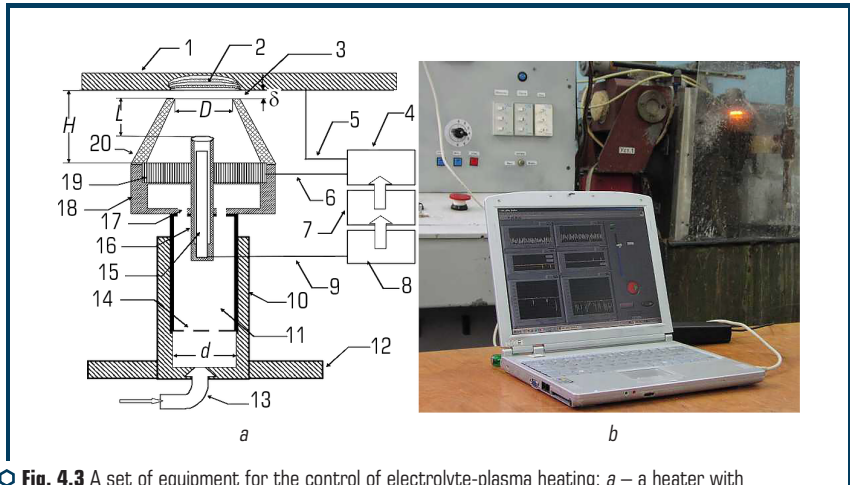 1
2
3
4
δ
L
D
H
5
20
19
6
18
17
7
16
15
9
8
14
10
11
d
12
13
a
b
Fig. 4.3 A set of equipment for the control of electrolyte-plasma heating: a – a heater with